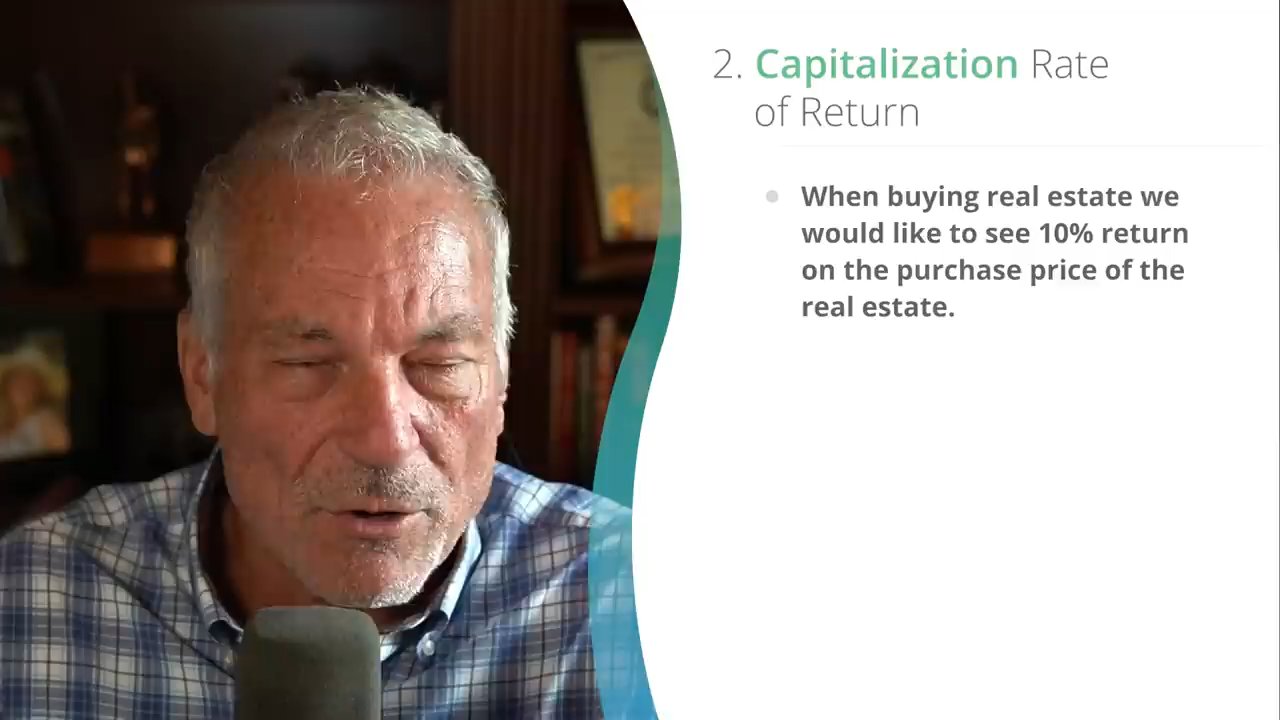 2. Capitalization Rate
of Return
When buying real estate we
would like to see 10% return
on the purchase price of the
real estate.